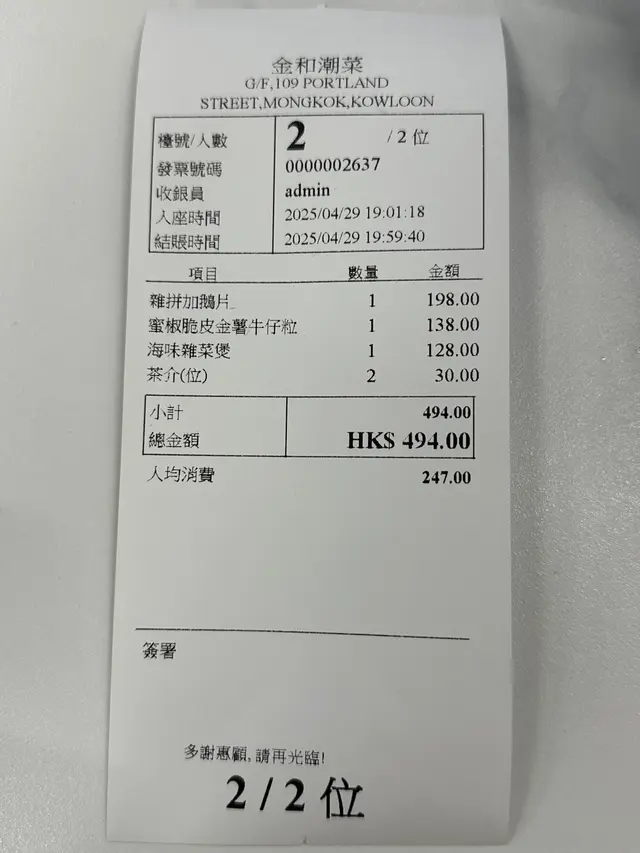 金和潮菜
G/F,109 PORTLAND
STREET,MONGKOK,KOWLOON
檯號/人數 2 / 2 位
發票號碼 0000002637
收銀員 admin
入座時間 2025/04/29 19:01:18
結賬時間 2025/04/29 19:59:40
項目 數量 金額
雜拼加鵝片 1 198.00
蜜椒脆皮金薯牛仔粒 1 138.00
海味雜菜煲 1 128.00
茶介(位) 2 30.00
小計 494.00
總金額 HK$ 494.00
人均消費 247.00
簽署
多謝惠顧, 請再光臨!
2 / 2 位